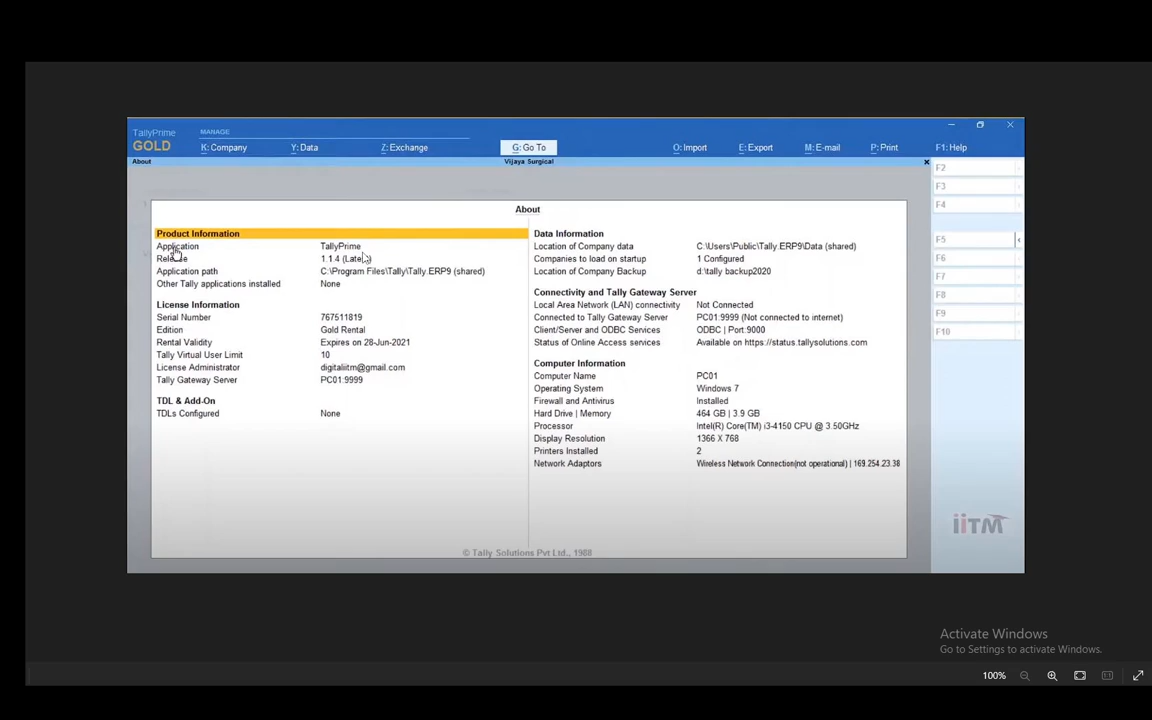 TallyPrime
GOLD
MANAGE
K: Company Y: Data Z: Exchange G: Go To O: Import E: Export M: E-mail P: Print F1: Help
About Vijaya Surgical x
F2
F3
F4
F5
F6
F7
F8
F9
F10
About
Product Information
Application TallyPrime
Release 1.1.4 (Latest)
Application path C:\Program Files\Tally\Tally.ERP9 (shared)
Other Tally applications installed None
License Information
Serial Number 767511819
Edition Gold Rental
Rental Validity Expires on 28-Jun-2021
Tally Virtual User Limit 10
License Administrator digitaliitm@gmail.com
Tally Gateway Server PC01:9999
TDL & Add-On
TDLs Configured None
Data Information
Location of Company data C:\Users\Public\Tally.ERP9\Data (shared)
Companies to load on startup 1 Configured
Location of Company Backup d:\tally backup2020
Connectivity and Tally Gateway Server
Local Area Network (LAN) connectivity Not Connected
Connected to Tally Gateway Server PC01:9999 (Not connected to internet)
Client/Server and ODBC Services ODBC | Port:9000
Status of Online Access services Available on https://status.tallysolutions.com
Computer Information
Computer Name PC01
Operating System Windows 7
Firewall and Antivirus Installed
Hard Drive | Memory 464 GB | 3.9 GB
Processor Intel(R) Core(TM) i3-4150 CPU @ 3.50GHz
Display Resolution 1366 X 768
Printers Installed 2
Network Adaptors Wireless Network Connection(not operational) | 169.254.23.38
© Tally Solutions Pvt Ltd., 1988
iiTM
Activate Windows
Go to Settings to activate Windows.
100%